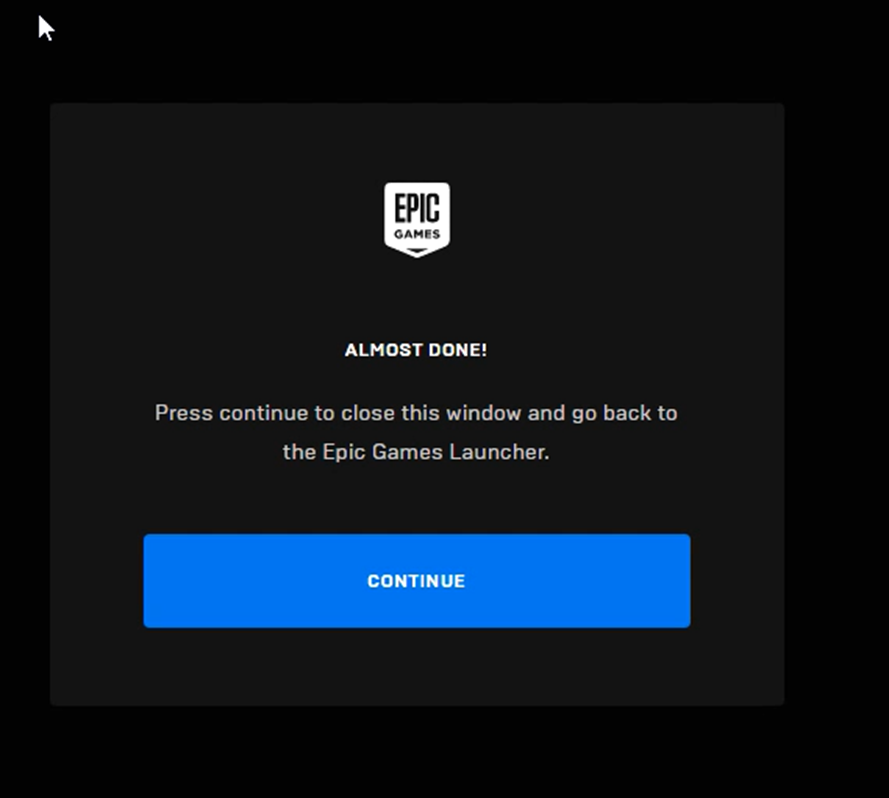 EPIC
GAMES
ALMOST DONE!
Press continue to close this window and go back to
the Epic Games Launcher.
CONTINUE